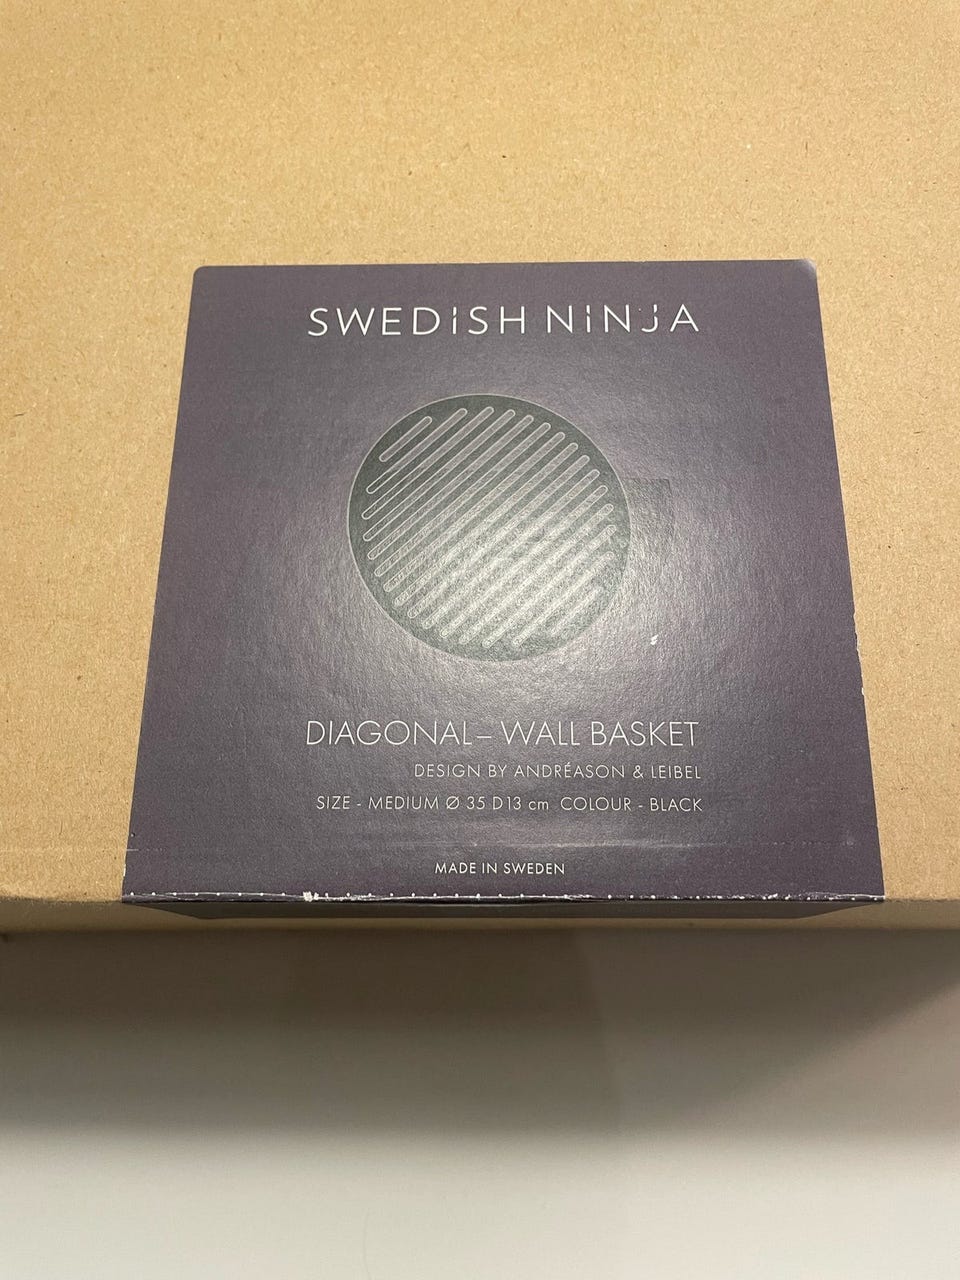 SWEDISH NINJA
DIAGONAL– WALL BASKET
DESIGN BY ANDRÉASON & LEIBEL
SIZE - MEDIUM Ø 35 D13 cm COLOUR - BLACK
MADE IN SWEDEN